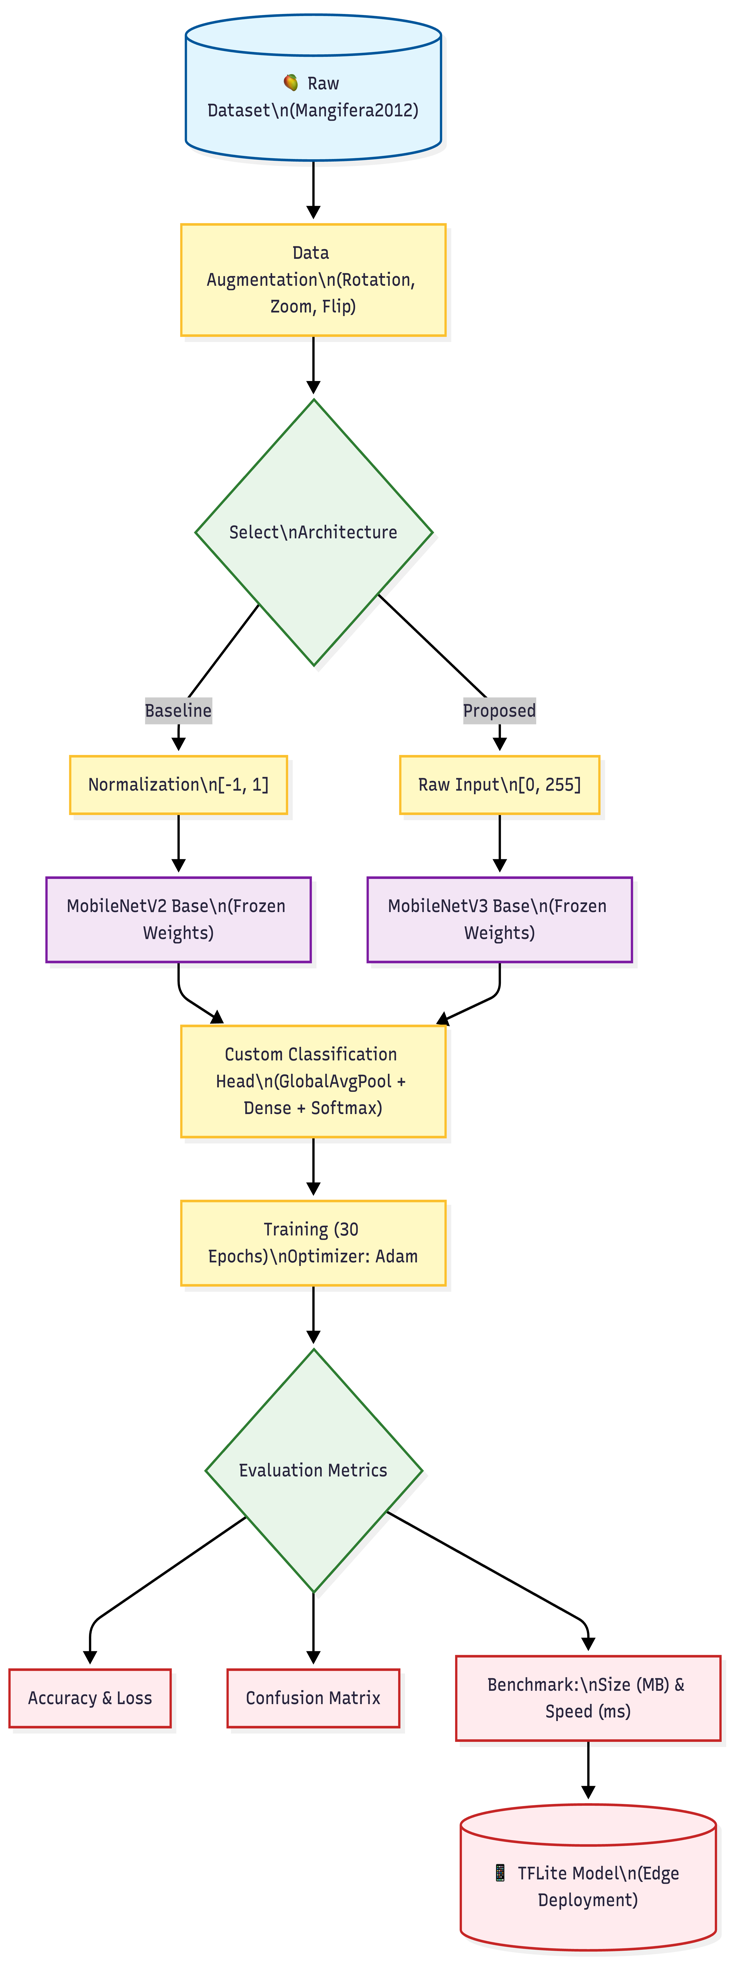 🥭 Raw
Dataset\n(Mangifera2012)
Data
Augmentation\n(Rotation,
Zoom, Flip)
Select\nArchitecture
Baseline
Proposed
Normalization\n[-1, 1]
Raw Input\n[0, 255]
MobileNetV2 Base\n(Frozen
Weights)
MobileNetV3 Base\n(Frozen
Weights)
Custom Classification
Head\n(GlobalAvgPool +
Dense + Softmax)
Training (30
Epochs)\nOptimizer: Adam
Evaluation Metrics
Accuracy & Loss
Confusion Matrix
Benchmark:\nSize (MB) &
Speed (ms)
📱 TFLite Model\n(Edge
Deployment)